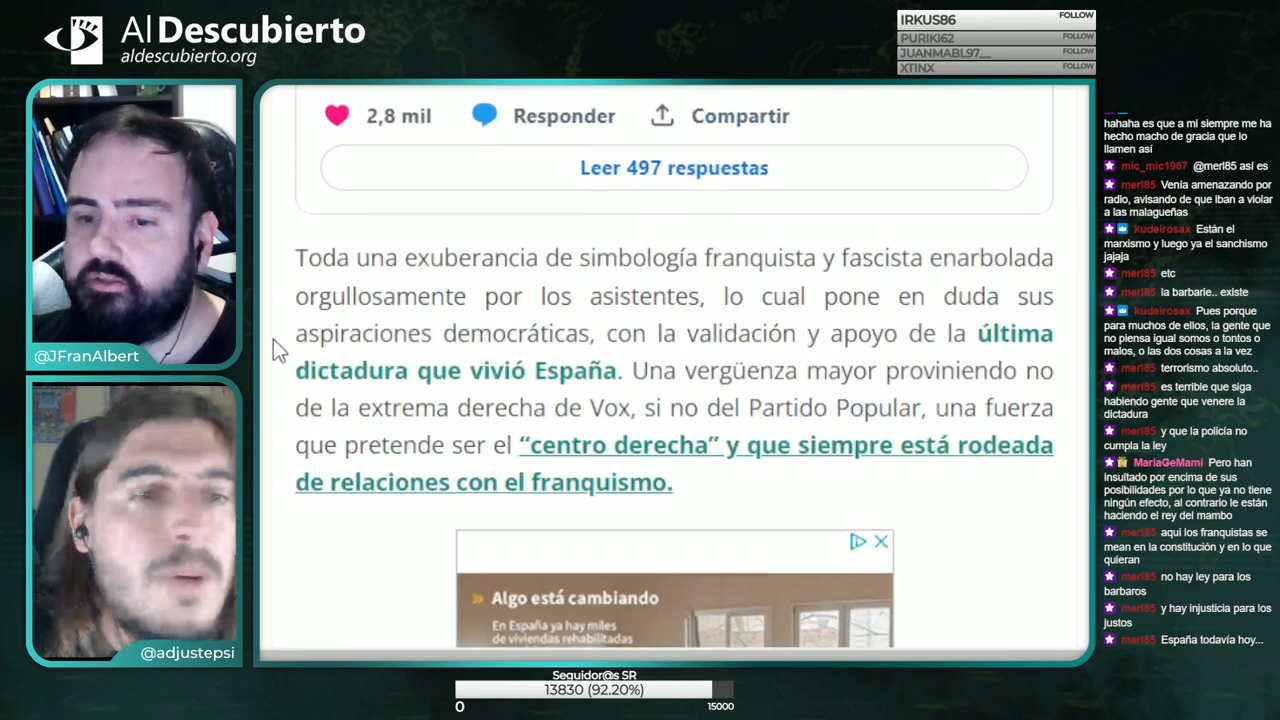 Al Descubierto
aldescubierto.org
IRKUS86 FOLLOW
PURIKI62 FOLLOW
JUANMABL97__ FOLLOW
XTINX FOLLOW
@JFranAlbert
@adjustepsi
2,8 mil Responder Compartir
Leer 497 respuestas
Toda una exuberancia de simbología franquista y fascista enarbolada
orgullosamente por los asistentes, lo cual pone en duda sus
aspiraciones democráticas, con la validación y apoyo de la última
dictadura que vivió España. Una vergüenza mayor proviniendo no
de la extrema derecha de Vox, si no del Partido Popular, una fuerza
que pretende ser el “centro derecha” y que siempre está rodeada
de relaciones con el franquismo.
Algo está cambiando
En España ya hay miles
de viviendas rehabilitadas
hahaha es que a mi siempre me ha
hecho macho de gracia que lo
llamen así
mic_mic1967 @merl85 así es
merl85 Venía amenazando por
radio, avisando de que iban a violar
a las malagueñas
kudeirosax Están el
marxismo y luego ya el sanchismo
jajaja
merl85 etc
merl85 la barbarie.. existe
kudeirosax Pues porque
para muchos de ellos, la gente que
no piensa igual somos o tontos o
malos, o las dos cosas a la vez
merl85 terrorismo absoluto..
merl85 es terrible que siga
habiendo gente que venere la
dictadura
merl85 y que la policía no
cumpla la ley
MariaGeMami Pero han
insultado por encima de sus
posibilidades por lo que ya no tiene
ningún efecto, al contrario le están
haciendo el rey del mambo
merl85 aqui los franquistas se
mean en la constitución y en lo que
quieran
merl85 no hay ley para los
barbaros
merl85 y hay injusticia para los
justos
merl85 España todavía hoy...
Seguidor@s SR
13830 (92.20%)
0 15000